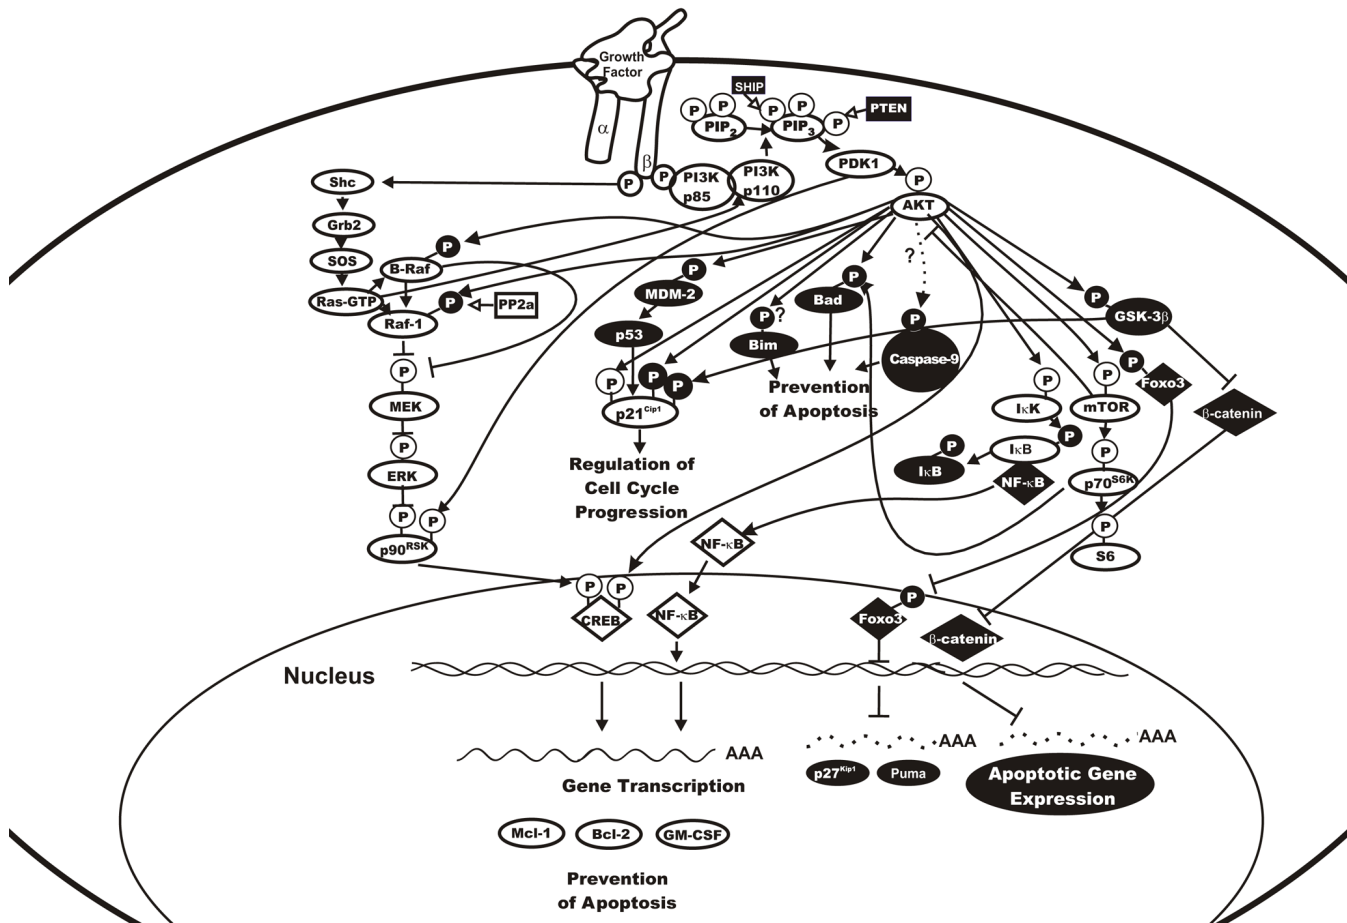 Growth
Factor
α
β
SHIP
PTEN
P
P
P
P
P
PIP2
PIP3
PDK1
P
P
PI3K
p85
PI3K
p110
P
AKT
Shc
Grb2
SOS
Ras-GTP
P
B-Raf
P
Raf-1
PP2a
P
MEK
P
ERK
P
P
p90RSK
P
MDM-2
p53
P
P
P
p21Cip1
Regulation of
Cell Cycle
Progression
P
Bad
P
?
Bim
?
P
Caspase-9
Prevention
of Apoptosis
P
GSK-3β
P
Foxo3
β-catenin
P
IκK
P
mTOR
P
IκB
P
IκB
NF-κB
P
p70S6K
P
S6
NF-κB
P
P
CREB
NF-κB
P
Foxo3
β-catenin
Nucleus
AAA
AAA
AAA
Gene Transcription
p27Kip1
Puma
Apoptotic Gene
Expression
Mcl-1
Bcl-2
GM-CSF
Prevention
of Apoptosis